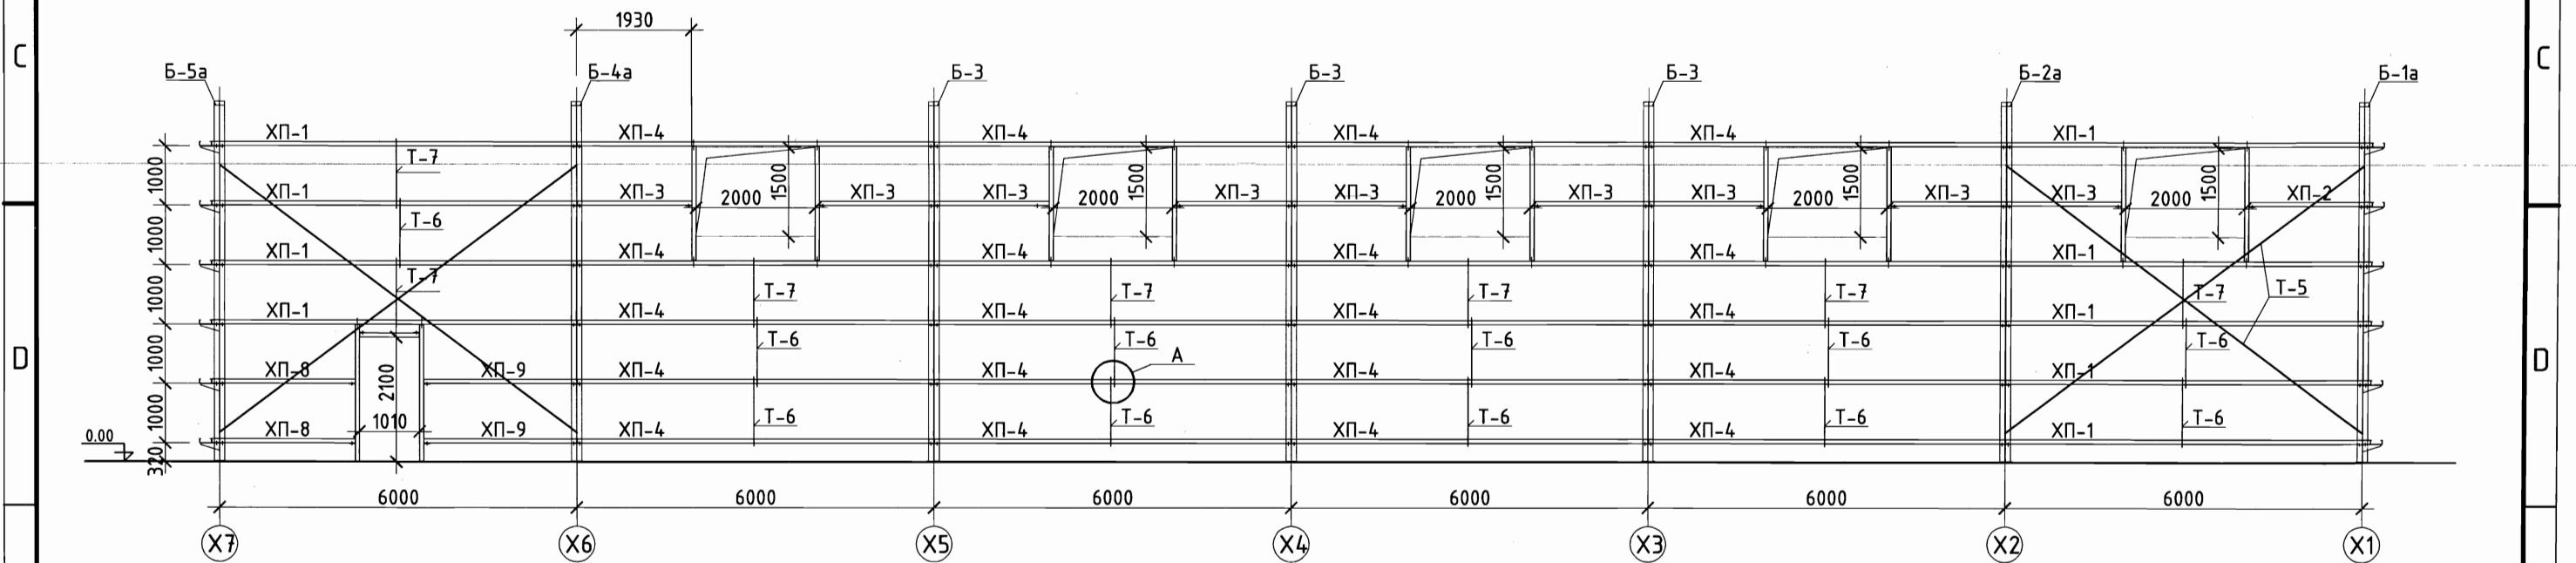 1930
С С
Б-5а Б-4а Б-3 Б-3 Б-3 Б-2а Б-1а
ХП-1 ХП-4 ХП-4 ХП-4 ХП-4 ХП-1
Т-7
1000 1500 1500 1500 1500 1500
ХП-1 ХП-3 2000 ХП-3 ХП-3 2000 ХП-3 ХП-3 2000 ХП-3 ХП-3 2000 ХП-3 ХП-3 2000 ХП-2
Т-6
1000
ХП-1 ХП-4 ХП-4 ХП-4 ХП-4 ХП-1
Т-7 Т-7 Т-7 Т-7 Т-7 Т-7 Т-5
1000
ХП-1 ХП-4 ХП-4 ХП-4 ХП-4 ХП-1
Т-6 Т-6 А Т-6 Т-6 Т-6
D D
1000
ХП-8 2100 ХП-9 ХП-4 ХП-4 ХП-4 ХП-4 ХП-1
1000 1010 Т-6 Т-6 Т-6 Т-6 Т-6
0.00 ХП-8 ХП-9 ХП-4 ХП-4 ХП-4 ХП-4 ХП-1
320
6000 6000 6000 6000 6000 6000
Х7 Х6 Х5 Х4 Х3 Х2 Х1